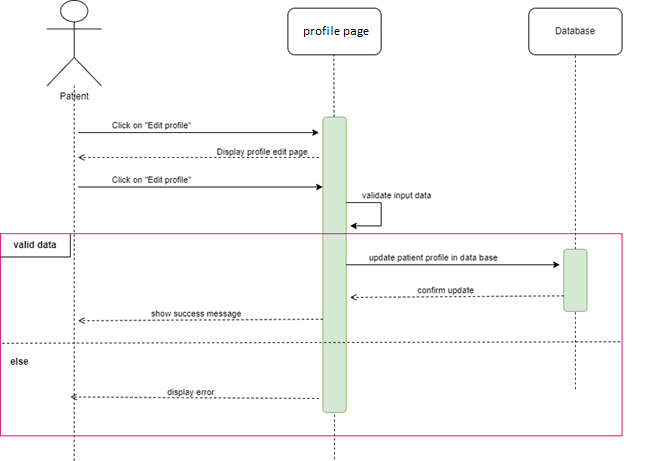 profile page
Database
Patient
Click on "Edit profile"
Display profile edit page
Click on "Edit profile"
validate input data
valid data
update patient profile in data base
confirm update
show success message
else
display error